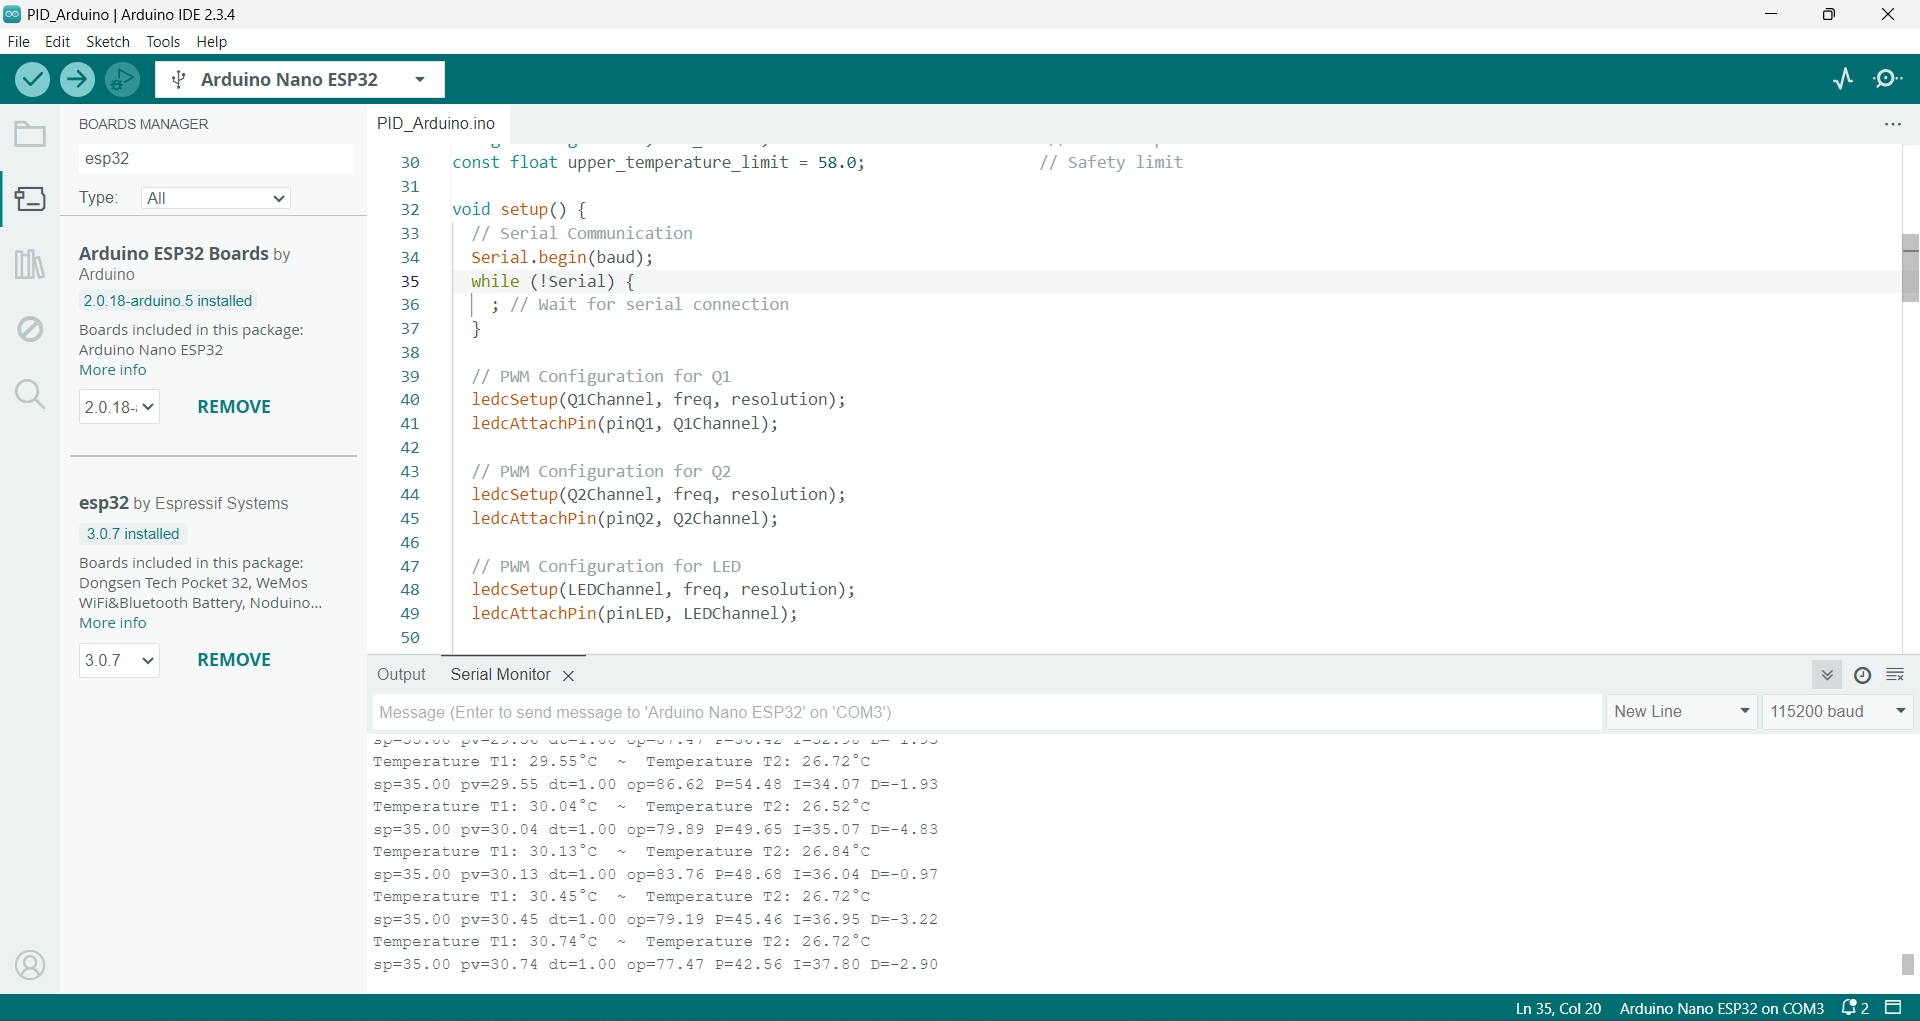 PID_Arduino | Arduino IDE 2.3.4
File Edit Sketch Tools Help
Arduino Nano ESP32
BOARDS MANAGER
esp32
Type: All
Arduino ESP32 Boards by
Arduino
2.0.18-arduino.5 installed
Boards included in this package:
Arduino Nano ESP32
More info
2.0.18- REMOVE
esp32 by Espressif Systems
3.0.7 installed
Boards included in this package:
Dongsen Tech Pocket 32, WeMos
WiFi&Bluetooth Battery, Noduino...
More info
3.0.7 REMOVE
PID_Arduino.ino
30 const float upper_temperature_limit = 58.0; // Safety limit
31
32 void setup() {
33 // Serial Communication
34 Serial.begin(baud);
35 while (!Serial) {
36 ; // Wait for serial connection
37 }
38
39 // PWM Configuration for Q1
40 ledcSetup(Q1Channel, freq, resolution);
41 ledcAttachPin(pinQ1, Q1Channel);
42
43 // PWM Configuration for Q2
44 ledcSetup(Q2Channel, freq, resolution);
45 ledcAttachPin(pinQ2, Q2Channel);
46
47 // PWM Configuration for LED
48 ledcSetup(LEDChannel, freq, resolution);
49 ledcAttachPin(pinLED, LEDChannel);
50
Output Serial Monitor
Message (Enter to send message to 'Arduino Nano ESP32' on 'COM3') New Line 115200 baud
Temperature T1: 29.55°C ~ Temperature T2: 26.72°C
sp=35.00 pv=29.55 dt=1.00 op=86.62 P=54.48 I=34.07 D=-1.93
Temperature T1: 30.04°C ~ Temperature T2: 26.52°C
sp=35.00 pv=30.04 dt=1.00 op=79.89 P=49.65 I=35.07 D=-4.83
Temperature T1: 30.13°C ~ Temperature T2: 26.84°C
sp=35.00 pv=30.13 dt=1.00 op=83.76 P=48.68 I=36.04 D=-0.97
Temperature T1: 30.45°C ~ Temperature T2: 26.72°C
sp=35.00 pv=30.45 dt=1.00 op=79.19 P=45.46 I=36.95 D=-3.22
Temperature T1: 30.74°C ~ Temperature T2: 26.72°C
sp=35.00 pv=30.74 dt=1.00 op=77.47 P=42.56 I=37.80 D=-2.90
Ln 35, Col 20 Arduino Nano ESP32 on COM3 2